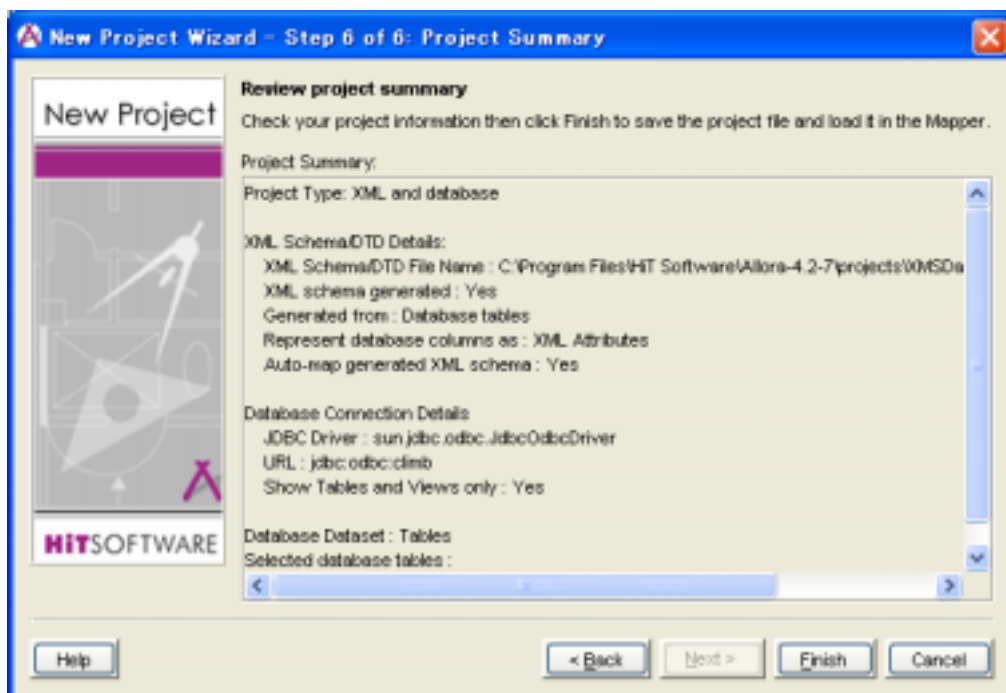 New Project Wizard - Step 6 of 6: Project Summary
New Project
HiTSOFTWARE
Review project summary
Check your project information then click Finish to save the project file and load it in the Mapper.
Project Summary:
Project Type: XML and database
XML Schema/DTD Details:
XML Schema/DTD File Name : C:\Program Files\HiT Software\Allora-4.2-7\projects\XMSDa
XML schema generated : Yes
Generated from : Database tables
Represent database columns as : XML Attributes
Auto-map generated XML schema : Yes
Database Connection Details
JDBC Driver : sun.jdbc.odbc.JdbcOdbcDriver
URL : jdbc:odbc:climb
Show Tables and Views only : Yes
Database Dataset : Tables
Selected database tables :
Help
< Back
Next >
Finish
Cancel